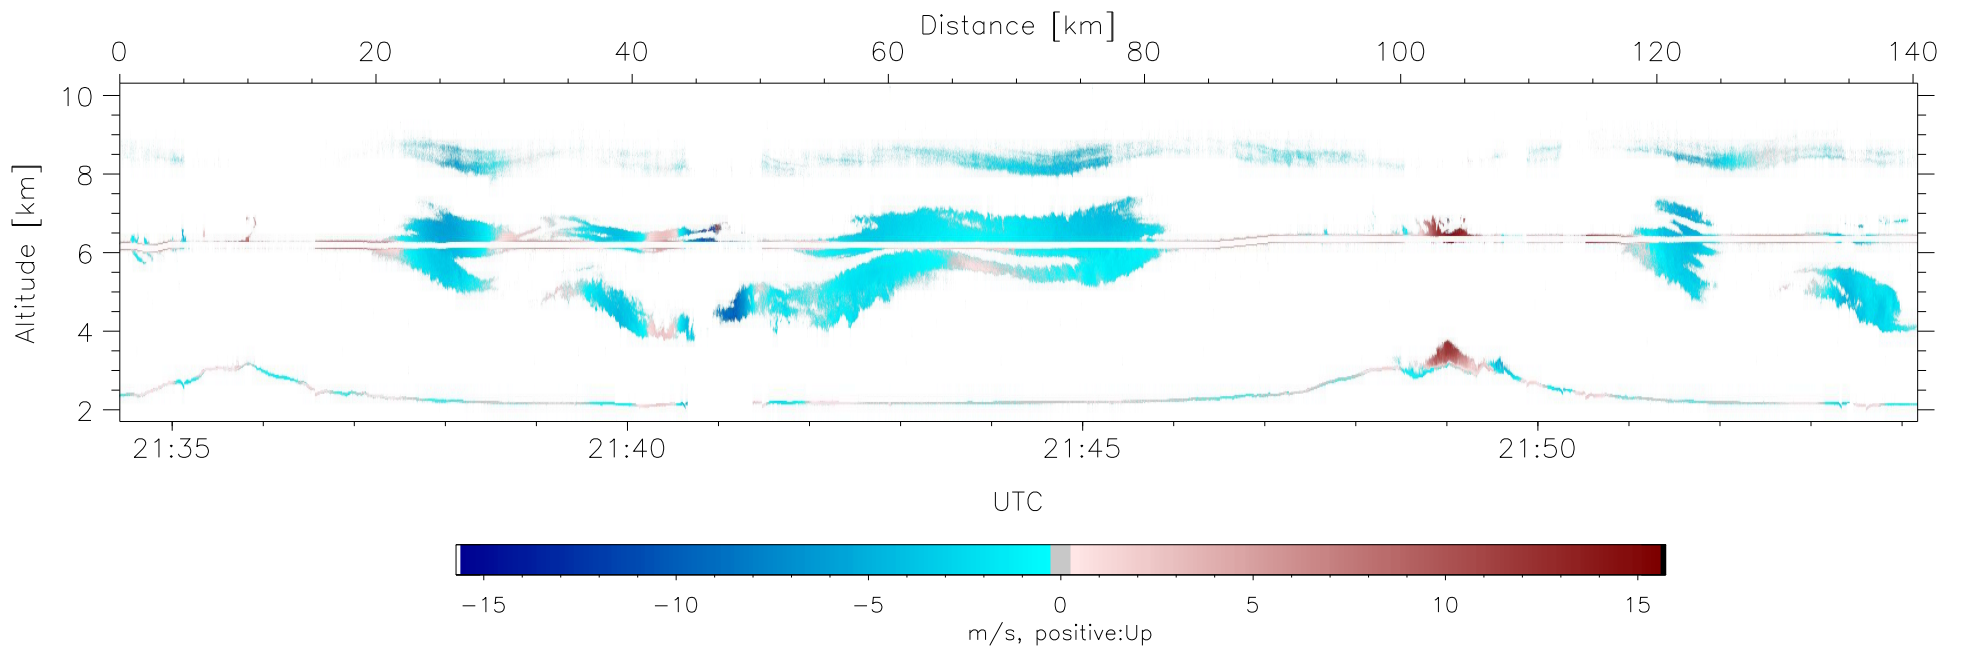 Distance [km]
0 20 40 60 80 100 120 140
10
8
6
4
2
Altitude [km]
21:35 21:40 21:45 21:50
UTC
−15 −10 −5 0 5 10 15
m/s, positive:Up